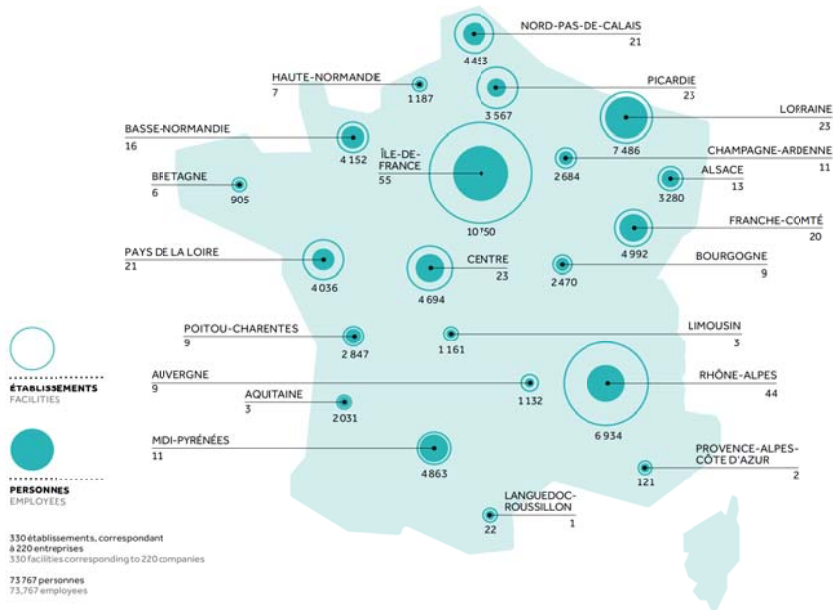 NORD-PAS-DE-CALAIS
21
4 453
HAUTE-NORMANDIE
7
1 187
PICARDIE
23
3 567
LORRAINE
23
7 486
BASSE-NORMANDIE
16
4 152
ÎLE-DE-
FRANCE
55
10 750
CHAMPAGNE-ARDENNE
11
2 684
BRETAGNE
6
905
ALSACE
13
3 280
FRANCHE-COMTÉ
20
4 992
PAYS DE LA LOIRE
21
4 036
CENTRE
23
4 694
BOURGOGNE
9
2 470
POITOU-CHARENTES
9
2 847
LIMOUSIN
3
1 161
AUVERGNE
9
1 132
RHÔNE-ALPES
44
6 934
AQUITAINE
3
2 031
MDI-PYRÉNÉES
11
4 863
PROVENCE-ALPES-
CÔTE D'AZUR
2
121
LANGUEDOC-
ROUSSILLON
1
22
ÉTABLISSEMENTS
FACILITIES
PERSONNES
EMPLOYEES
330 établissements, correspondant
à 220 entreprises
330 facilities corresponding to 220 companies
73 767 personnes
73,767 employees